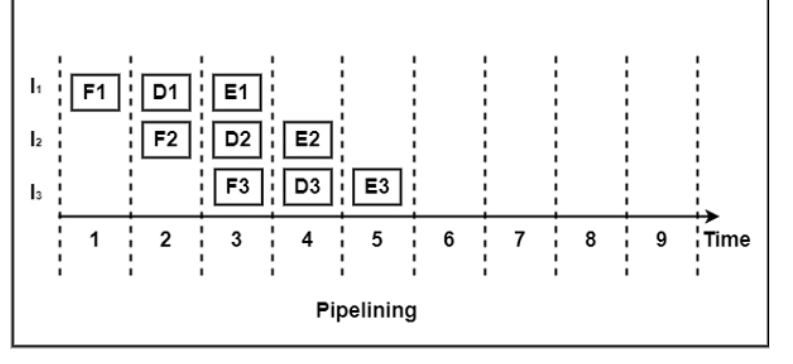 I₁ F1 D1 E1
I₂ F2 D2 E2
I₃ F3 D3 E3
1 2 3 4 5 6 7 8 9 Time
Pipelining